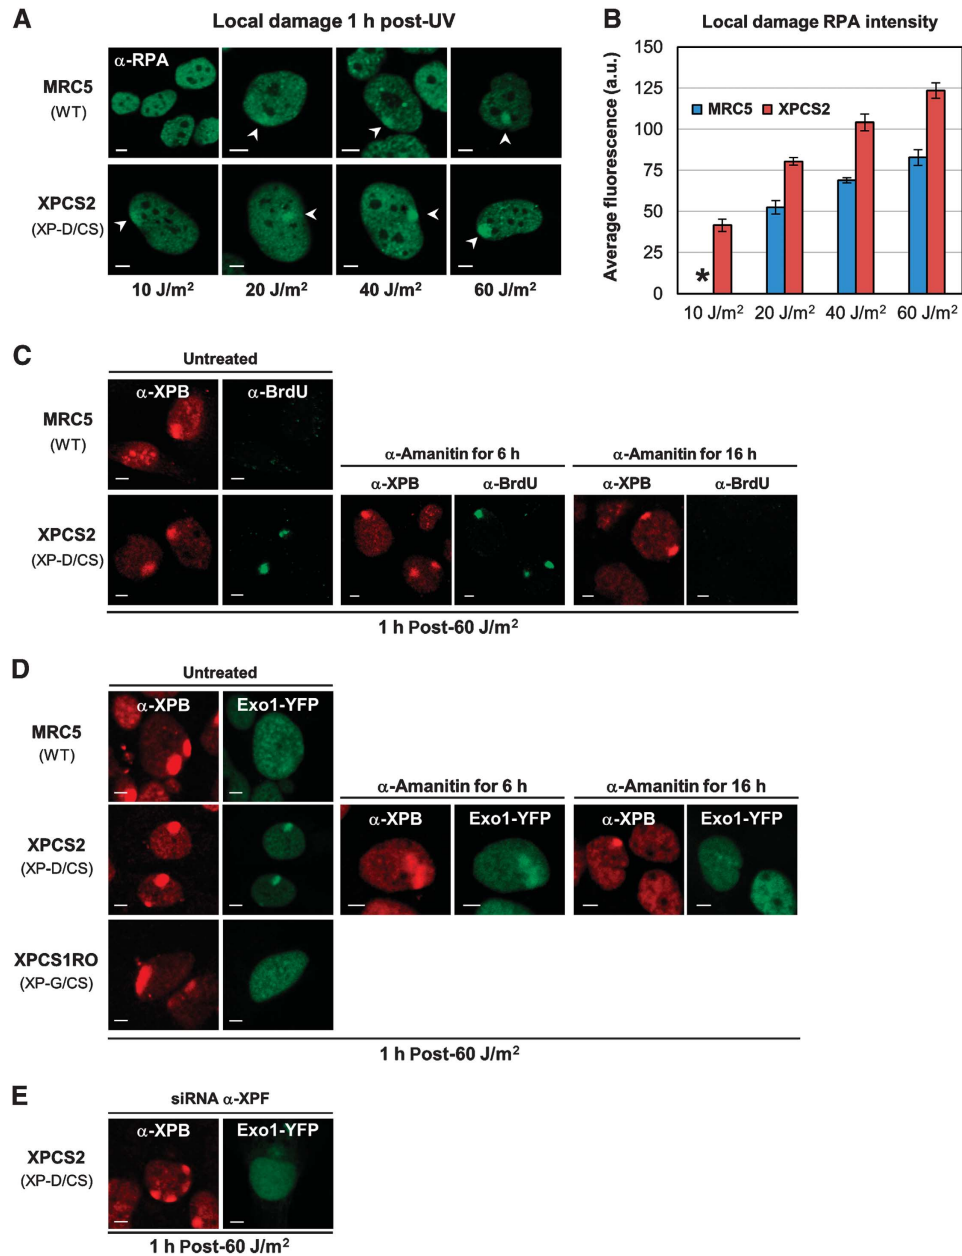 A
Local damage 1 h post-UV
α-RPA
MRC5
(WT)
XPCS2
(XP-D/CS)
10 J/m²
20 J/m²
40 J/m²
60 J/m²
B
Local damage RPA intensity
Average fluorescence (a.u.)
150
125
100
75
50
25
0
MRC5
XPCS2
*
10 J/m²
20 J/m²
40 J/m²
60 J/m²
C
Untreated
α-XPB
α-BrdU
MRC5
(WT)
α-Amanitin for 6 h
α-Amanitin for 16 h
α-XPB
α-BrdU
α-XPB
α-BrdU
XPCS2
(XP-D/CS)
1 h Post-60 J/m²
D
Untreated
α-XPB
Exo1-YFP
MRC5
(WT)
α-Amanitin for 6 h
α-Amanitin for 16 h
α-XPB
Exo1-YFP
α-XPB
Exo1-YFP
XPCS2
(XP-D/CS)
XPCS1RO
(XP-G/CS)
1 h Post-60 J/m²
E
siRNA α-XPF
α-XPB
Exo1-YFP
XPCS2
(XP-D/CS)
1 h Post-60 J/m²